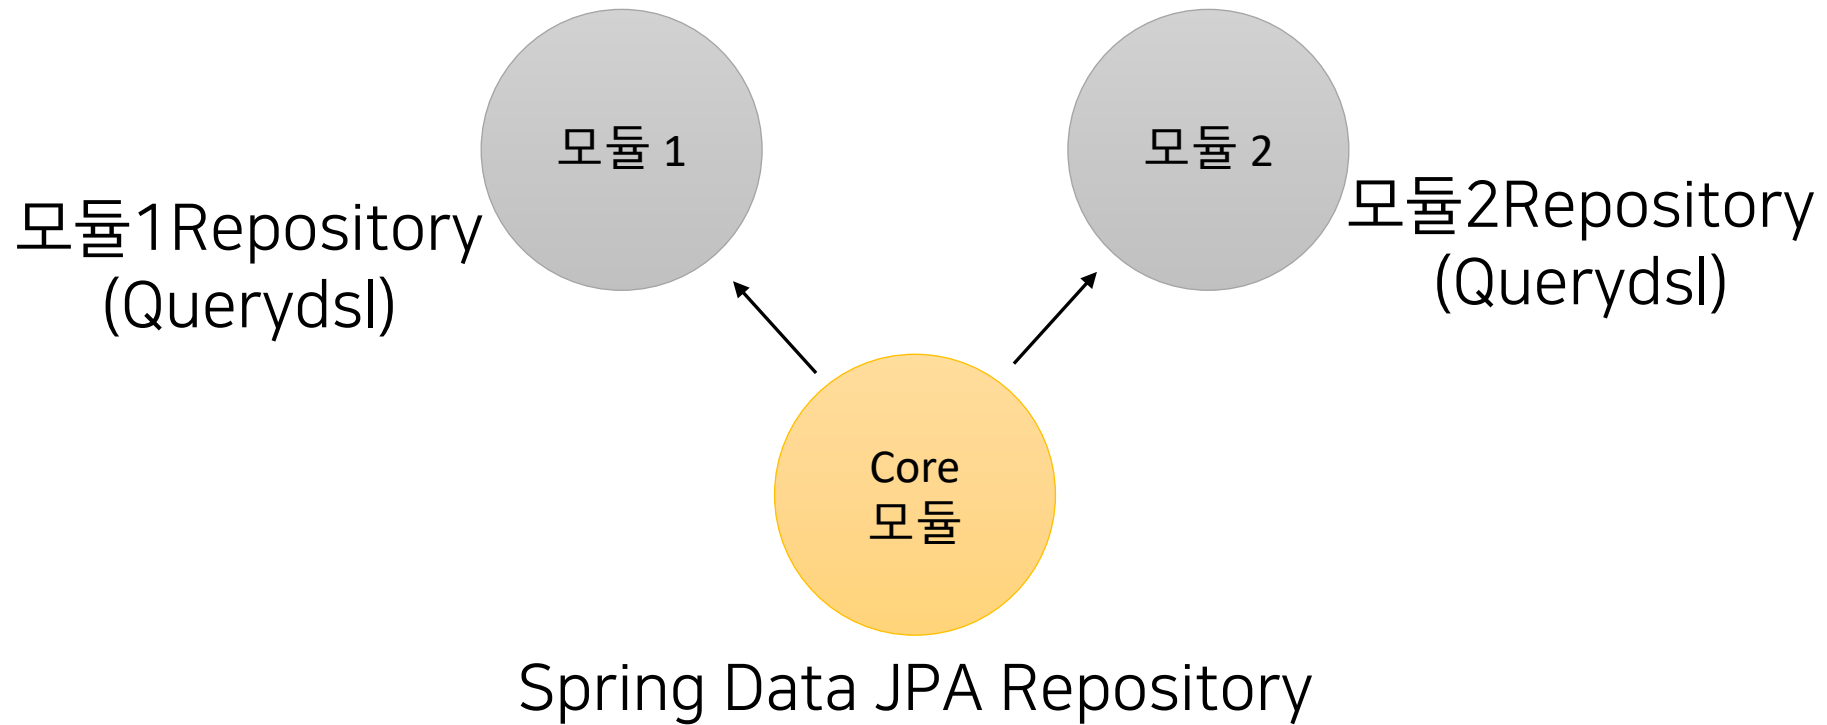 모듈 1
모듈 2
모듈1Repository
(Querydsl)
모듈2Repository
(Querydsl)
Core
모듈
Spring Data JPA Repository